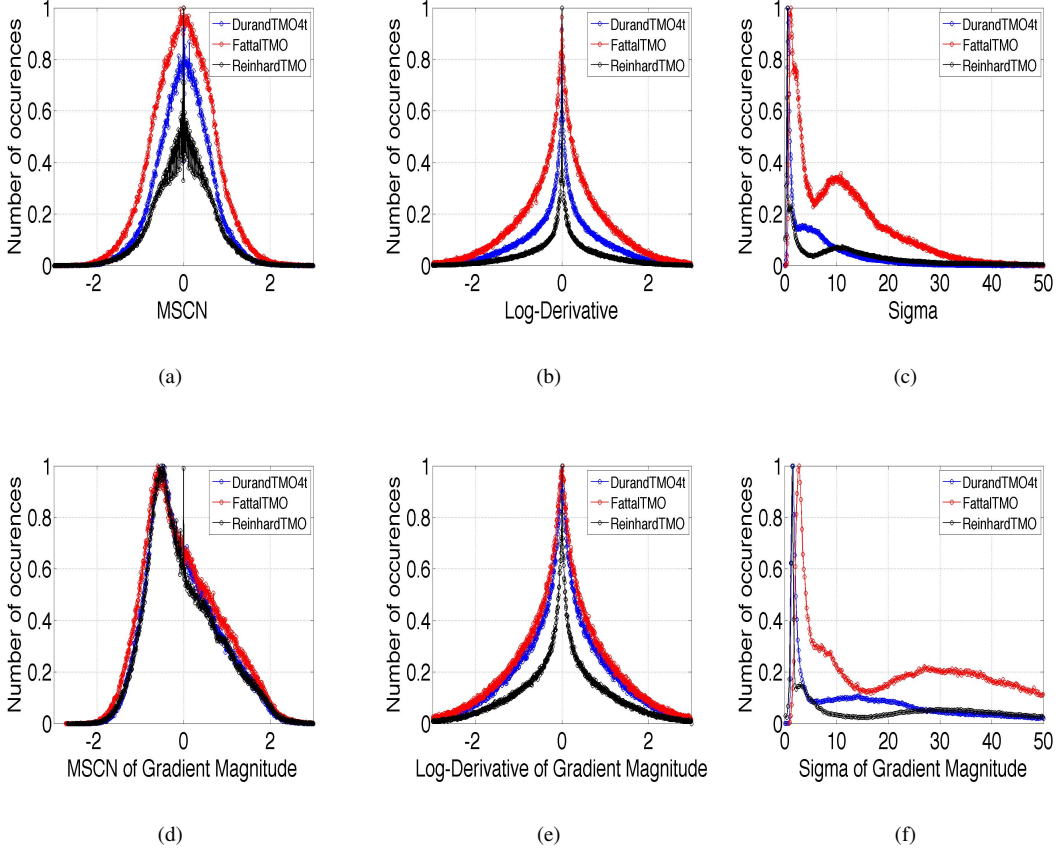 1
0.8
0.6
0.4
0.2
0
Number of occurences
-2 0 2
MSCN
DurandTMO4t
FattalTMO
ReinhardTMO
(a)
1
0.8
0.6
0.4
0.2
0
Number of occurences
-2 0 2
Log-Derivative
DurandTMO4t
FattalTMO
ReinhardTMO
(b)
1
0.8
0.6
0.4
0.2
0
Number of occurences
0 10 20 30 40 50
Sigma
DurandTMO4t
FattalTMO
ReinhardTMO
(c)
1
0.8
0.6
0.4
0.2
0
Number of occurences
-2 0 2
MSCN of Gradient Magnitude
DurandTMO4t
FattalTMO
ReinhardTMO
(d)
1
0.8
0.6
0.4
0.2
0
Number of occurences
-2 0 2
Log-Derivative of Gradient Magnitude
DurandTMO4t
FattalTMO
ReinhardTMO
(e)
1
0.8
0.6
0.4
0.2
0
Number of occurences
0 10 20 30 40 50
Sigma of Gradient Magnitude
DurandTMO4t
FattalTMO
ReinhardTMO
(f)